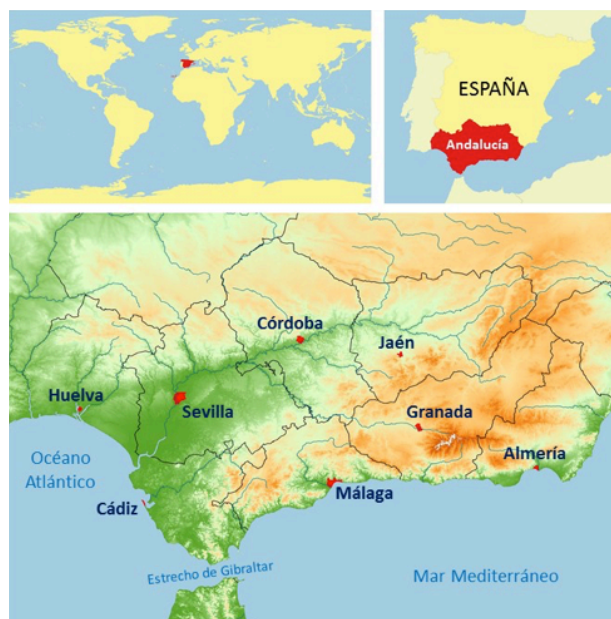 ESPAÑA
Andalucía
Córdoba
Jaén
Huelva
Sevilla
Granada
Océano
Atlántico
Almería
Cádiz
Málaga
Estrecho de Gibraltar
Mar Mediterráneo